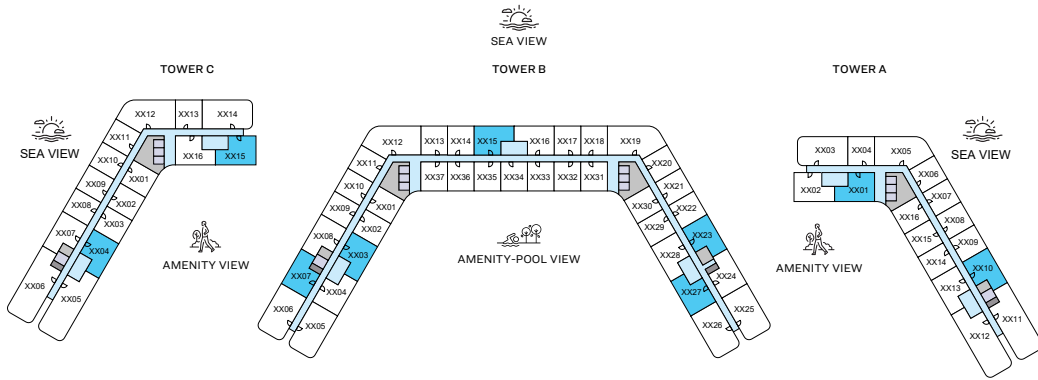 SEA VIEW
TOWER C
TOWER B
TOWER A
SEA VIEW
XX12
XX13
XX14
XX11
XX10
XX09
XX08
XX07
XX06
XX16
XX15
XX01
XX02
XX03
XX04
XX05
AMENITY VIEW
XX12
XX13
XX14
XX15
XX16
XX17
XX18
XX19
XX11
XX10
XX09
XX08
XX07
XX06
XX37
XX36
XX35
XX34
XX33
XX32
XX31
XX01
XX02
XX03
XX04
XX05
XX20
XX21
XX22
XX23
XX24
XX25
XX30
XX29
XX28
XX27
XX26
AMENITY-POOL VIEW
XX03
XX04
XX05
XX02
XX01
XX06
XX07
XX08
XX09
XX10
XX11
XX16
XX15
XX14
XX13
XX12
SEA VIEW
AMENITY VIEW